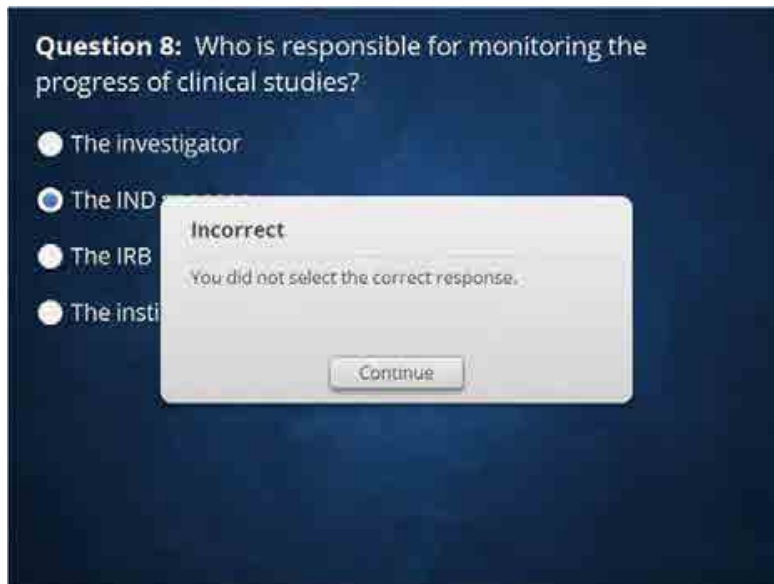 Question 8: Who is responsible for monitoring the
progress of clinical studies?
The investigator
The IND
The IRB
The insti
Incorrect
You did not select the correct response.
Continue